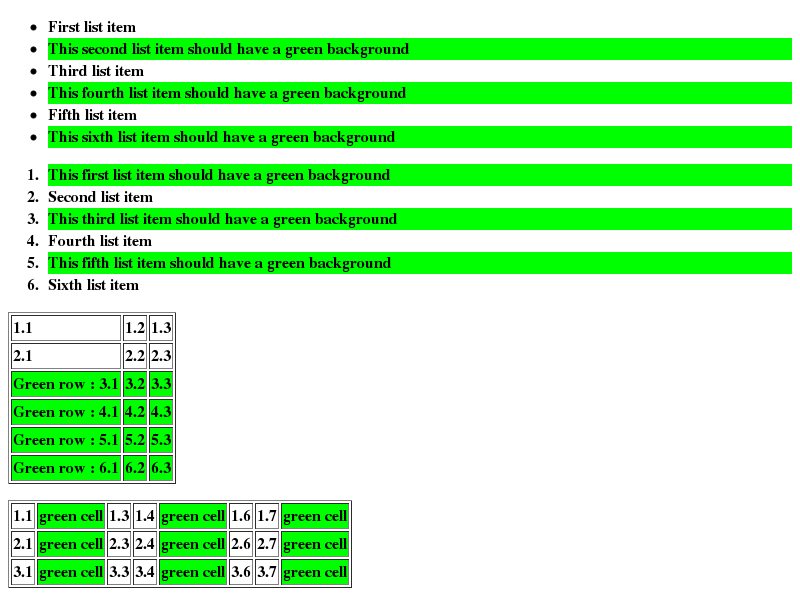 • First list item
• This second list item should have a green background
• Third list item
• This fourth list item should have a green background
• Fifth list item
• This sixth list item should have a green background
1. This first list item should have a green background
2. Second list item
3. This third list item should have a green background
4. Fourth list item
5. This fifth list item should have a green background
6. Sixth list item
1.1 1.2 1.3
2.1 2.2 2.3
Green row : 3.1 3.2 3.3
Green row : 4.1 4.2 4.3
Green row : 5.1 5.2 5.3
Green row : 6.1 6.2 6.3
1.1 green cell 1.3 1.4 green cell 1.6 1.7 green cell
2.1 green cell 2.3 2.4 green cell 2.6 2.7 green cell
3.1 green cell 3.3 3.4 green cell 3.6 3.7 green cell